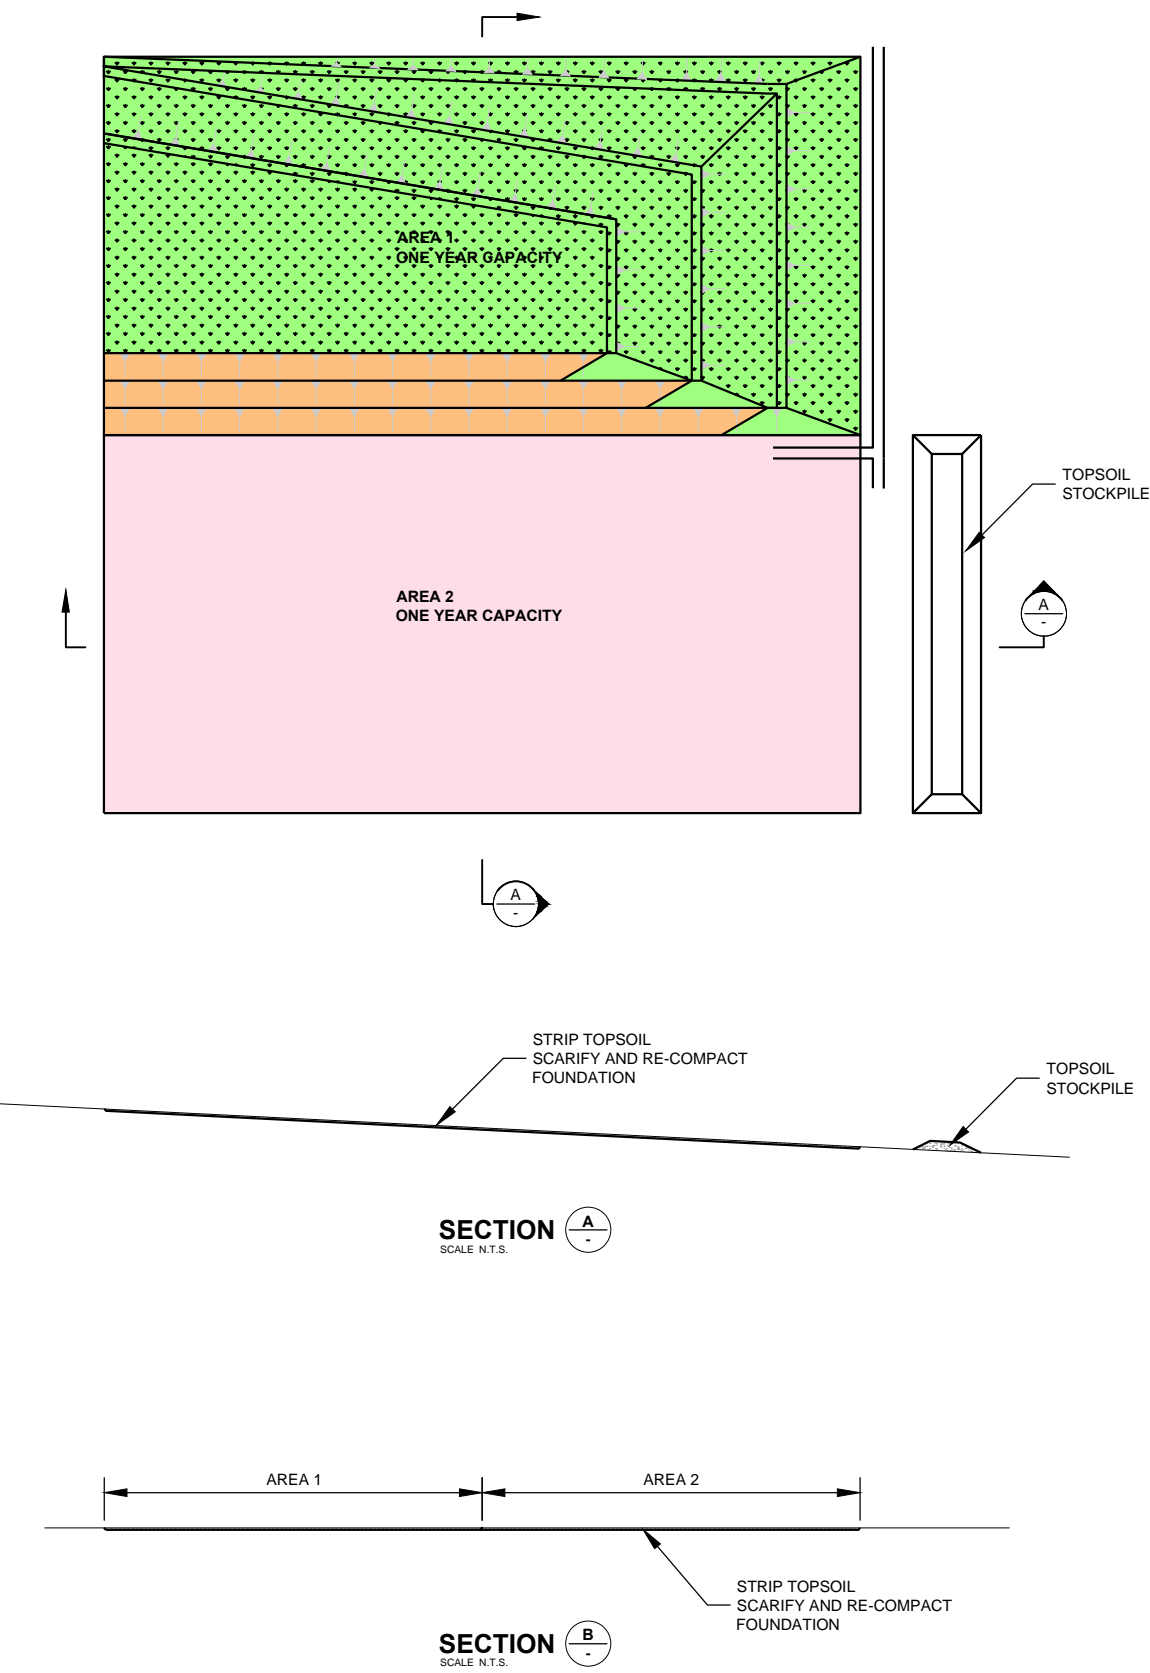 AREA 1
ONE YEAR CAPACITY
TOPSOIL
STOCKPILE
AREA 2
ONE YEAR CAPACITY
A
-
A
-
STRIP TOPSOIL
SCARIFY AND RE-COMPACT
FOUNDATION
TOPSOIL
STOCKPILE
SECTION A
-
SCALE N.T.S.
AREA 1 AREA 2
STRIP TOPSOIL
SCARIFY AND RE-COMPACT
FOUNDATION
SECTION B
-
SCALE N.T.S.